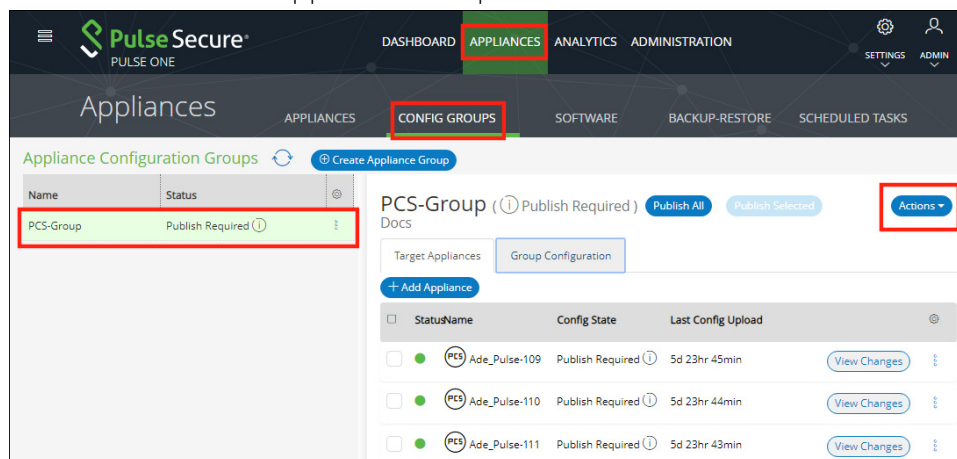 Pulse Secure®
PULSE ONE
DASHBOARD APPLIANCES ANALYTICS ADMINISTRATION
SETTINGS ADMIN
Appliances
APPLIANCES CONFIG GROUPS SOFTWARE BACKUP-RESTORE SCHEDULED TASKS
Appliance Configuration Groups Create Appliance Group
Name Status
PCS-Group Publish Required
PCS-Group ( Publish Required ) Publish All Publish Selected Actions
Docs
Target Appliances Group Configuration
+ Add Appliance
Status Name Config State Last Config Upload
PCS Ade_Pulse-109 Publish Required 5d 23hr 45min View Changes
PCS Ade_Pulse-110 Publish Required 5d 23hr 44min View Changes
PCS Ade_Pulse-111 Publish Required 5d 23hr 43min View Changes